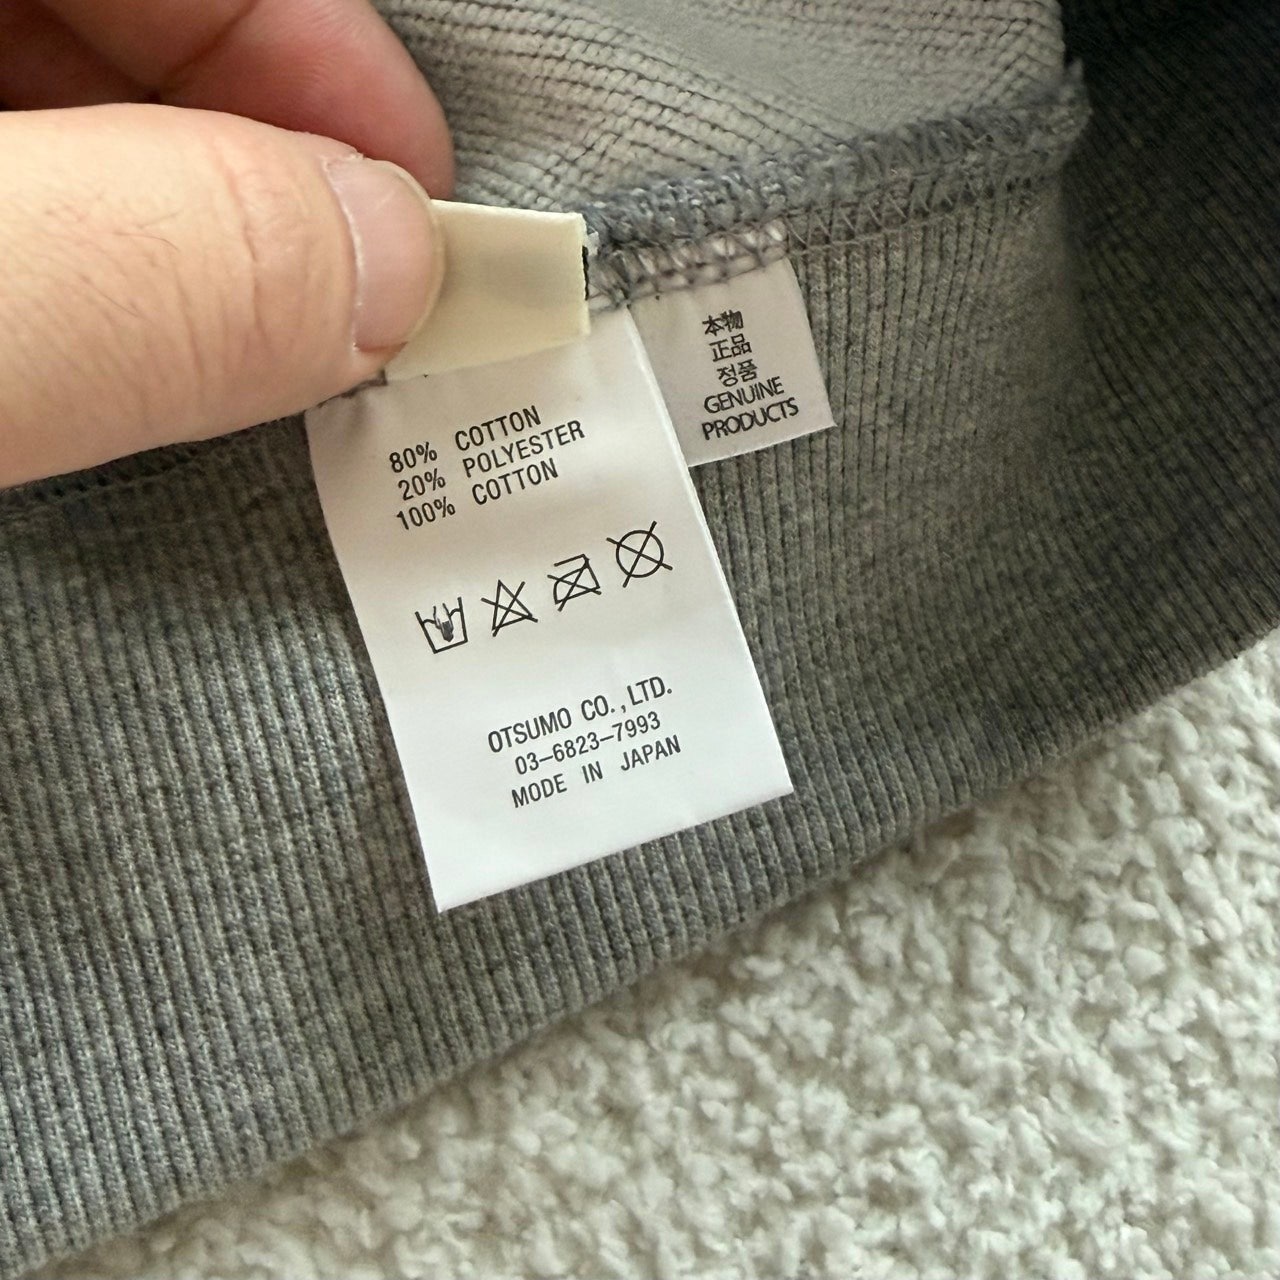 80% COTTON
20% POLYESTER
100% COTTON
OTSUMO CO.,LTD.
03-6823-7993
MODE IN JAPAN
本物
正品
정품
GENUINE
PRODUCTS